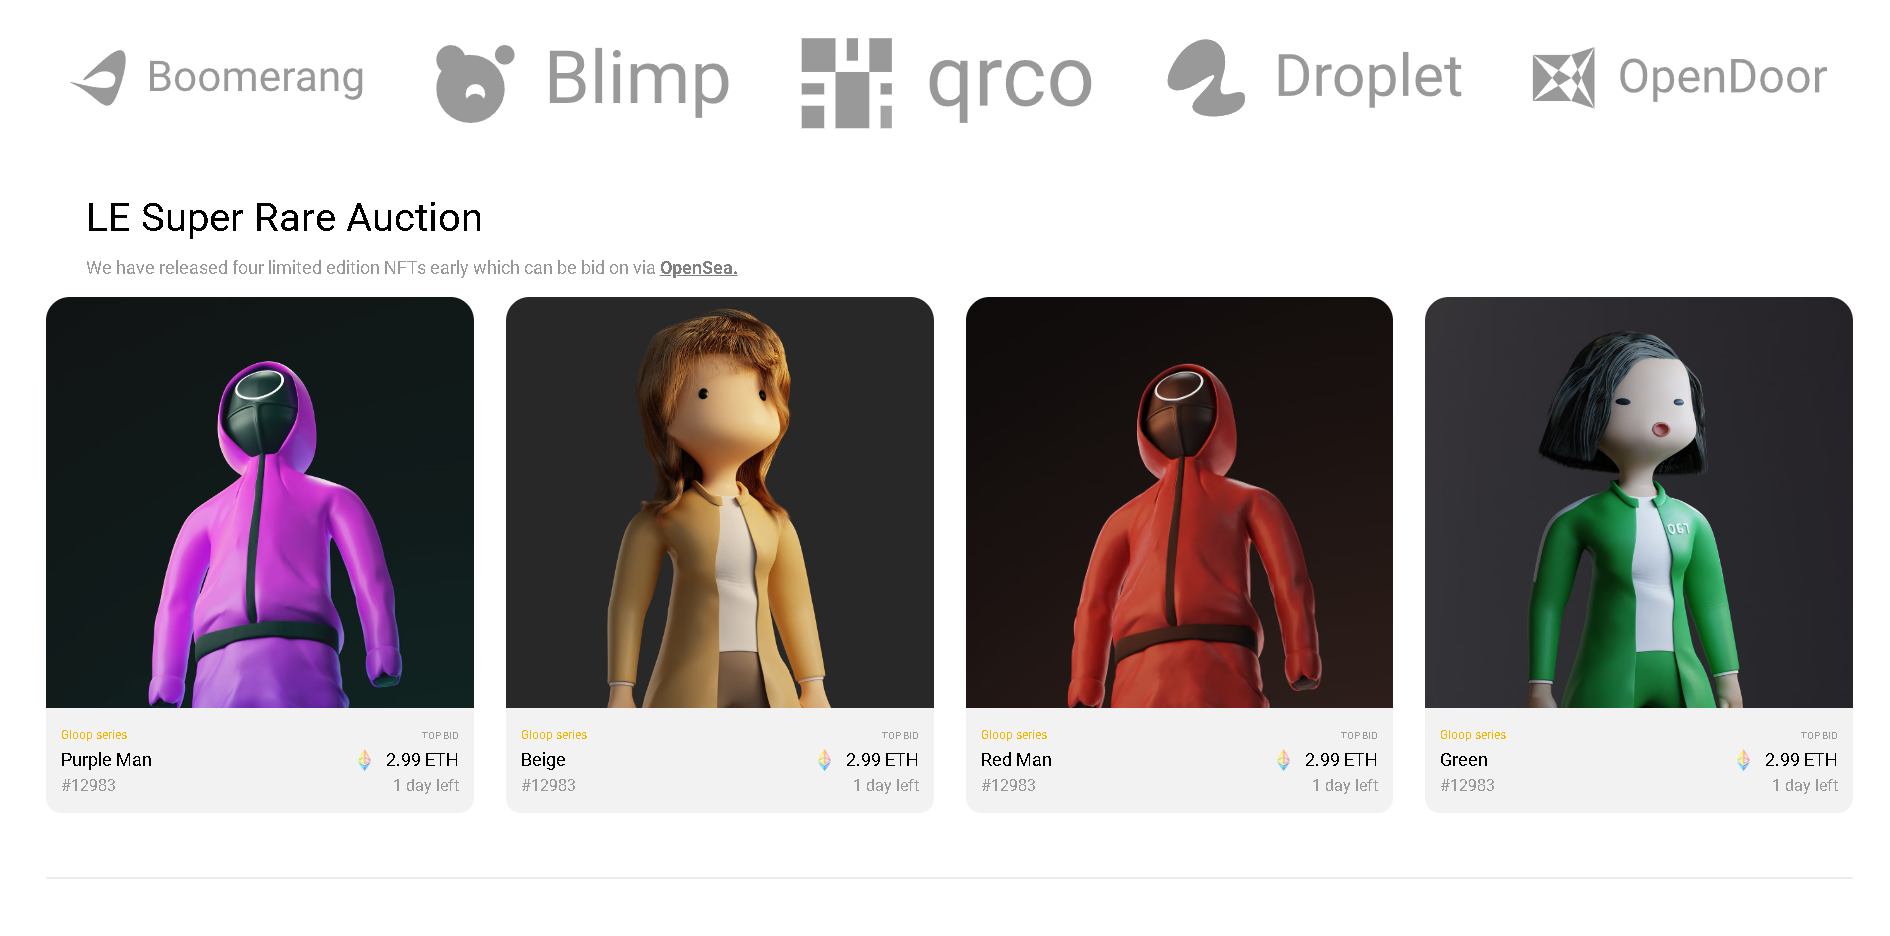 Boomerang
Blimp
qrco
Droplet
OpenDoor
LE Super Rare Auction
We have released four limited edition NFTs early which can be bid on via OpenSea.
067
Gloop series
TOP BID
Purple Man
2.99 ETH
#12983
1 day left
Gloop series
TOP BID
Beige
2.99 ETH
#12983
1 day left
Gloop series
TOP BID
Red Man
2.99 ETH
#12983
1 day left
Gloop series
TOP BID
Green
2.99 ETH
#12983
1 day left